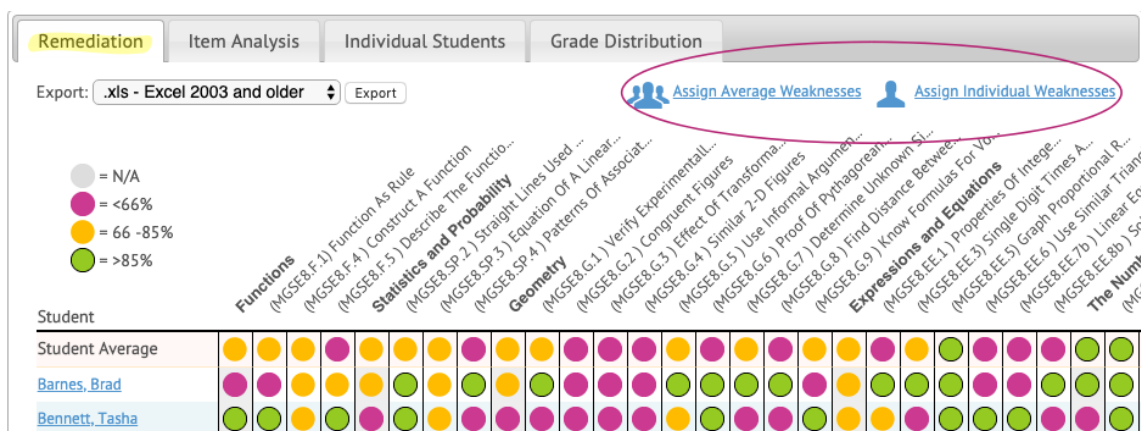 Remediation
Item Analysis
Individual Students
Grade Distribution
Export: .xls - Excel 2003 and older Export
Assign Average Weaknesses
Assign Individual Weaknesses
= N/A
= <66%
= 66 -85%
= >85%
Functions
(MGSE8.F.1) Function As Rule
(MGSE8.F.4 ) Construct A Function
(MGSE8.F.5 ) Describe The Functio...
Statistics and Probability
(MGSE8.SP.2 ) Straight Lines Used ...
(MGSE8.SP.3 ) Equation Of A Linear...
(MGSE8.SP.4 ) Patterns Of Associat...
Geometry
(MGSE8.G.1 ) Verify Experimentall...
(MGSE8.G.2 ) Congruent Figures
(MGSE8.G.3 ) Effect Of Transforma...
(MGSE8.G.4 ) Similar 2-D Figures
(MGSE8.G.5 ) Use Informal Argumen...
(MGSE8.G.6 ) Proof Of Pythagorean...
(MGSE8.G.7 ) Determine Unknown Si...
(MGSE8.G.8 ) Find Distance Betwee...
(MGSE8.G.9 ) Know Formulas For Vo...
Expressions and Equations
(MGSE8.EE.1 ) Properties Of Intege...
(MGSE8.EE.3 ) Single Digit Times A...
(MGSE8.EE.5 ) Graph Proportional R...
(MGSE8.EE.6 ) Use Similar Trian
(MGSE8.EE.7b ) Linear Eq
(MGSE8.EE.8b ) So
The Numb
Student
Student Average
Barnes, Brad
Bennett, Tasha